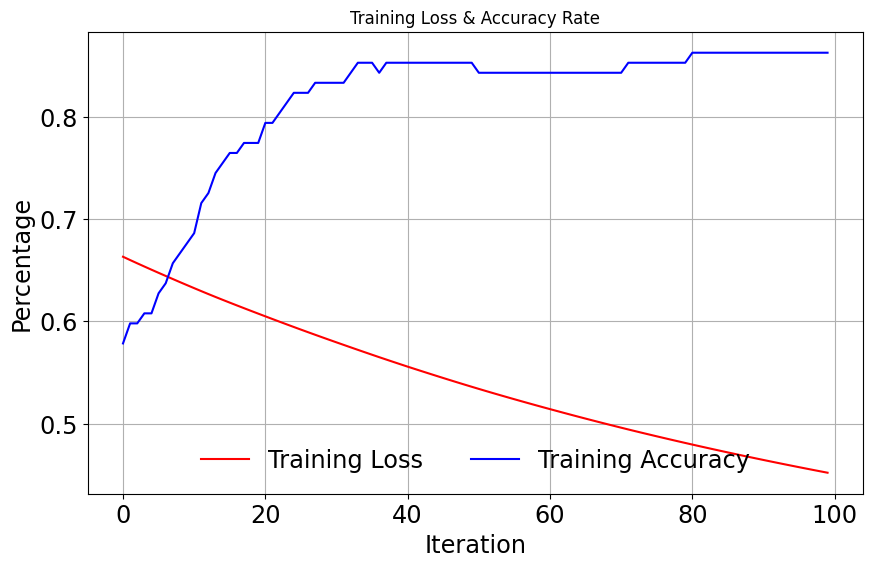 Training Loss & Accuracy Rate
Percentage
0.8
0.7
0.6
0.5
Training Loss Training Accuracy
0 20 40 60 80 100
Iteration